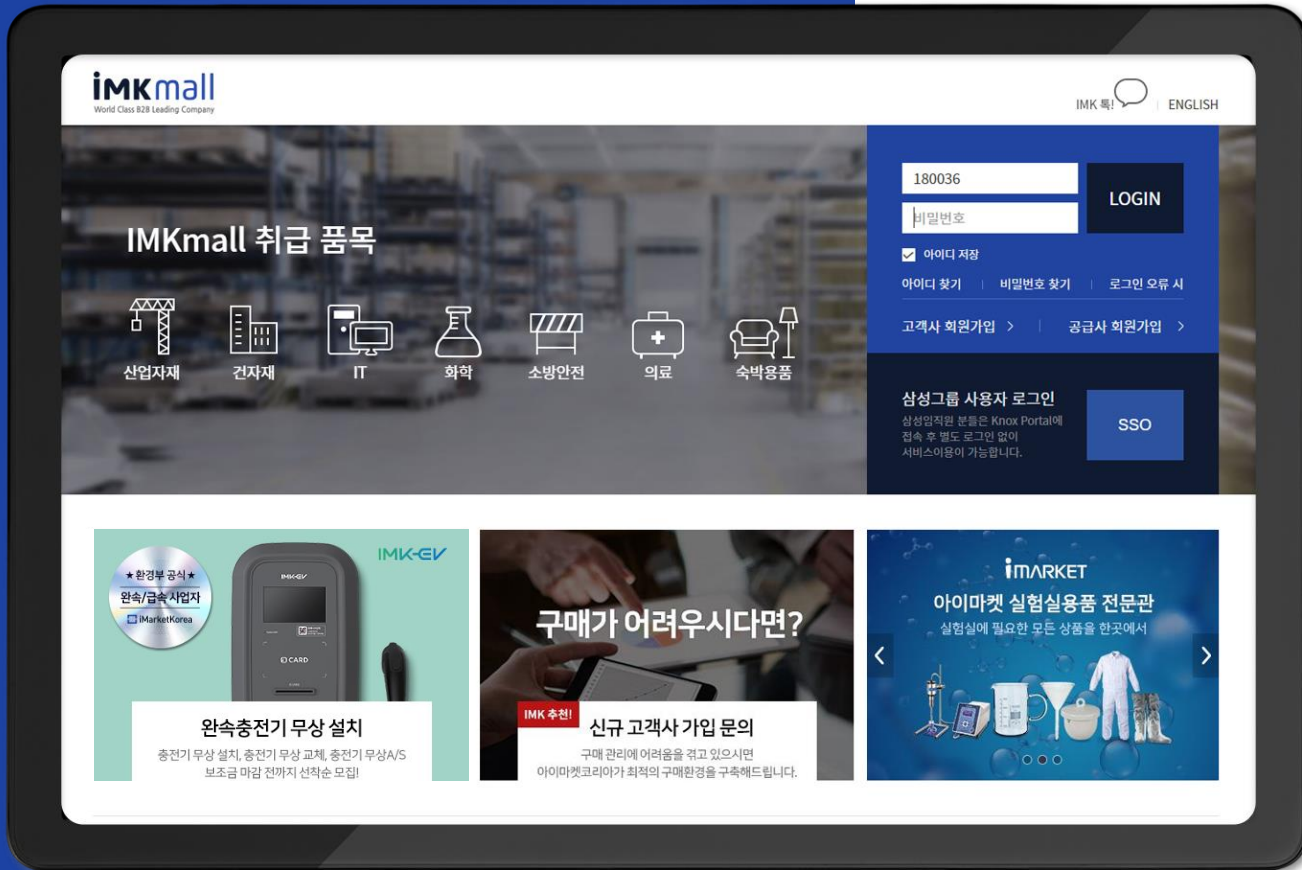 iMKmall
World Class B2B Leading Company
IMK 톡!
ENGLISH
IMKmall 취급 품목
산업자재
건자재
IT
화학
소방안전
의료
숙박용품
180036
비밀번호
LOGIN
아이디 저장
아이디 찾기
비밀번호 찾기
로그인 오류 시
고객사 회원가입 >
공급사 회원가입 >
삼성그룹 사용자 로그인
삼성임직원 분들은 Knox Portal에
접속 후 별도 로그인 없이
서비스이용이 가능합니다.
SSO
★환경부 공식★
완속/급속 사업자
iMarketKorea
IMK-EV
IMK-EV
CARD
완속충전기 무상 설치
충전기 무상 설치, 충전기 무상 교체, 충전기 무상A/S
보조금 마감 전까지 선착순 모집!
구매가 어려우시다면?
IMK 추천!
신규 고객사 가입 문의
구매 관리에 어려움을 겪고 있으시면
아이마켓코리아가 최적의 구매환경을 구축해드립니다.
iMARKET
아이마켓 실험실용품 전문관
실험실에 필요한 모든 상품을 한곳에서